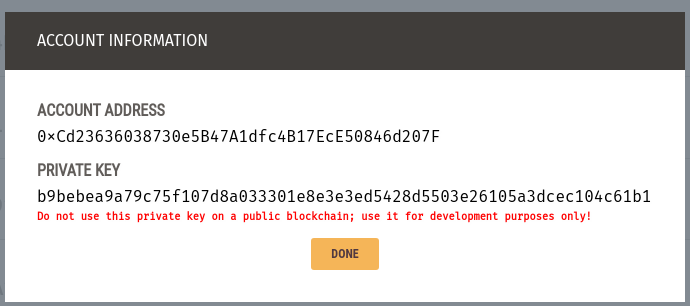 ACCOUNT INFORMATION
ACCOUNT ADDRESS
0×Cd23636038730e5B47A1dfc4B17EcE50846d207F
PRIVATE KEY
b9bebea9a79c75f107d8a033301e8e3e3ed5428d5503e26105a3dcec104c61b1
Do not use this private key on a public blockchain; use it for development purposes only!
DONE